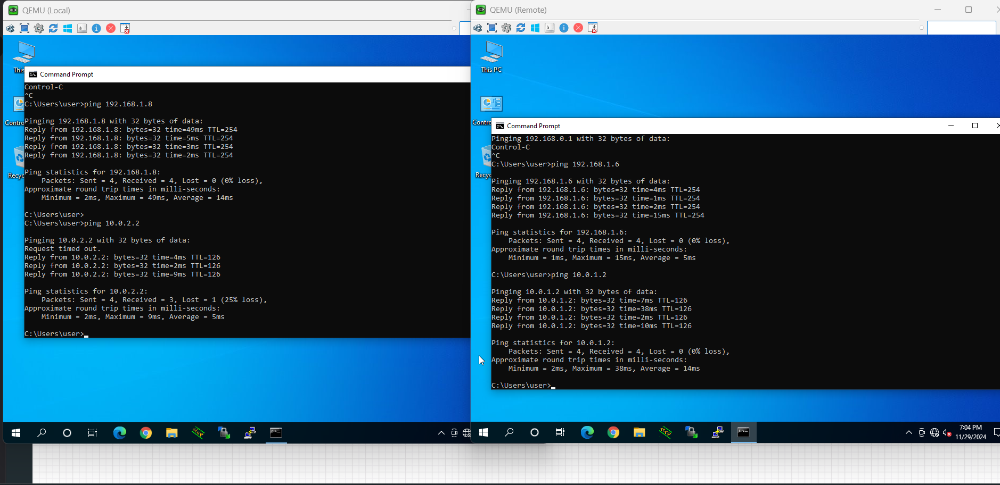 QEMU (Local)
This
Command Prompt
Control-C
^C
C:\Users\user>ping 192.168.1.8
Pinging 192.168.1.8 with 32 bytes of data:
Reply from 192.168.1.8: bytes=32 time=49ms TTL=254
Reply from 192.168.1.8: bytes=32 time=5ms TTL=254
Reply from 192.168.1.8: bytes=32 time=3ms TTL=254
Reply from 192.168.1.8: bytes=32 time=2ms TTL=254
Ping statistics for 192.168.1.8:
Packets: Sent = 4, Received = 4, Lost = 0 (0% loss),
Approximate round trip times in milli-seconds:
Minimum = 2ms, Maximum = 49ms, Average = 14ms
C:\Users\user>
C:\Users\user>ping 10.0.2.2
Pinging 10.0.2.2 with 32 bytes of data:
Request timed out.
Reply from 10.0.2.2: bytes=32 time=4ms TTL=126
Reply from 10.0.2.2: bytes=32 time=2ms TTL=126
Reply from 10.0.2.2: bytes=32 time=9ms TTL=126
Ping statistics for 10.0.2.2:
Packets: Sent = 4, Received = 3, Lost = 1 (25% loss),
Approximate round trip times in milli-seconds:
Minimum = 2ms, Maximum = 9ms, Average = 5ms
C:\Users\user>
Contro
Recyc
QEMU (Remote)
This PC
Contro
Recyc
Command Prompt
Pinging 192.168.0.1 with 32 bytes of data:
Control-C
^C
C:\Users\user>ping 192.168.1.6
Pinging 192.168.1.6 with 32 bytes of data:
Reply from 192.168.1.6: bytes=32 time=4ms TTL=254
Reply from 192.168.1.6: bytes=32 time=1ms TTL=254
Reply from 192.168.1.6: bytes=32 time=2ms TTL=254
Reply from 192.168.1.6: bytes=32 time=15ms TTL=254
Ping statistics for 192.168.1.6:
Packets: Sent = 4, Received = 4, Lost = 0 (0% loss),
Approximate round trip times in milli-seconds:
Minimum = 1ms, Maximum = 15ms, Average = 5ms
C:\Users\user>ping 10.0.1.2
Pinging 10.0.1.2 with 32 bytes of data:
Reply from 10.0.1.2: bytes=32 time=7ms TTL=126
Reply from 10.0.1.2: bytes=32 time=38ms TTL=126
Reply from 10.0.1.2: bytes=32 time=2ms TTL=126
Reply from 10.0.1.2: bytes=32 time=10ms TTL=126
Ping statistics for 10.0.1.2:
Packets: Sent = 4, Received = 4, Lost = 0 (0% loss),
Approximate round trip times in milli-seconds:
Minimum = 2ms, Maximum = 38ms, Average = 14ms
C:\Users\user>
7:04 PM
11/29/2024